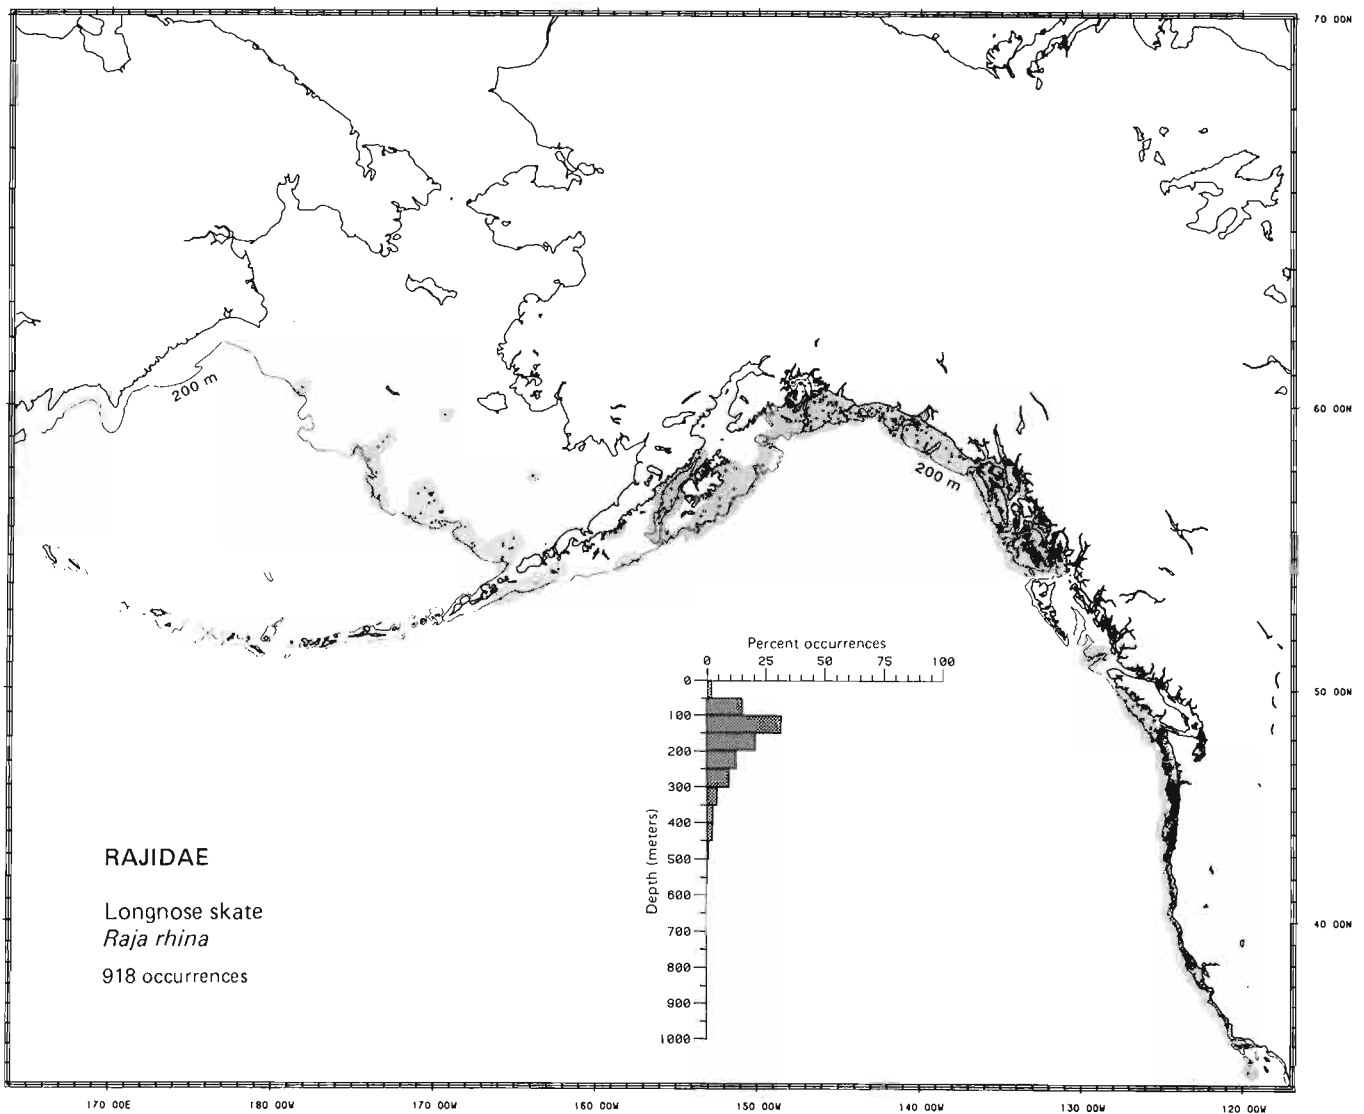 70 00N
200 m
60 00N
200 m
Percent occurrences
0 25 50 75 100
0
50 00N
100
200
300
400
Depth (meters)
500
600
700
800
900
1000
40 00N
RAJIDAE
Longnose skate
Raja rhina
918 occurrences
170 00E 180 00W 170 00W 160 00W 150 00W 140 00W 130 00W 120 00W